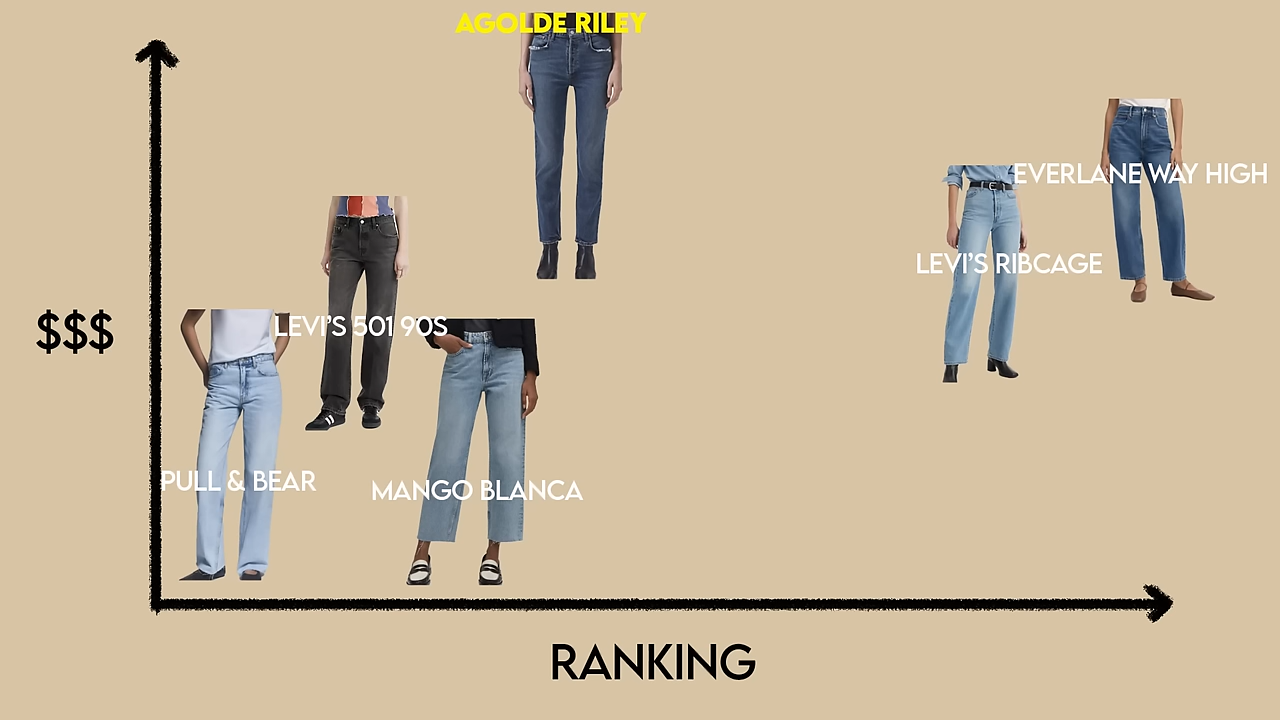 AGOLDE RILEY
EVERLANE WAY HIGH
LEVI'S RIBCAGE
$$$
LEVI'S 501 90S
PULL & BEAR
MANGO BLANCA
RANKING